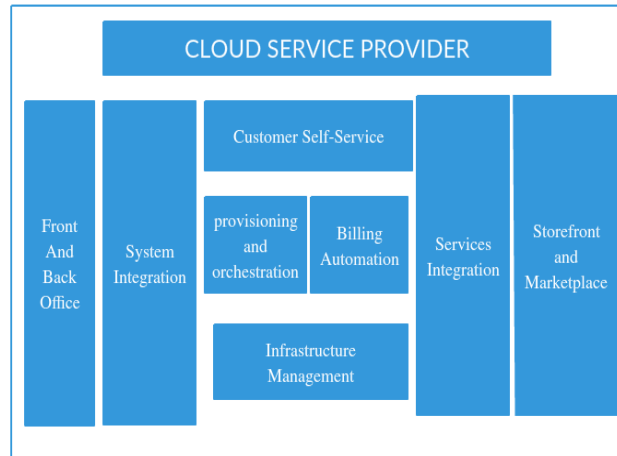 CLOUD SERVICE PROVIDER
Front
And
Back
Office
System
Integration
Customer Self-Service
provisioning
and
orchestration
Billing
Automation
Infrastructure
Management
Services
Integration
Storefront
and
Marketplace